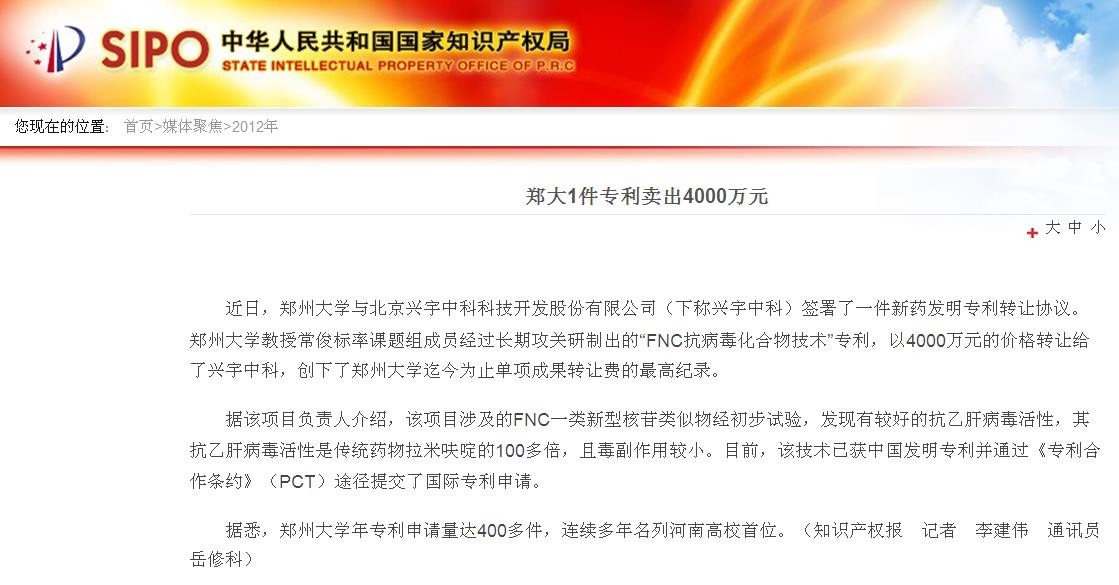 SIPO 中华人民共和国国家知识产权局
STATE INTELLECTUAL PROPERTY OFFICE OF P.R.C
您现在的位置： 首页>媒体聚焦>2012年
郑大1件专利卖出4000万元
大 中 小
近日，郑州大学与北京兴宇中科科技开发股份有限公司（下称兴宇中科）签署了一件新药发明专利转让协议。
郑州大学教授常俊标率课题组成员经过长期攻关研制出的“FNC抗病毒化合物技术”专利，以4000万元的价格转让给
了兴宇中科，创下了郑州大学迄今为止单项成果转让费的最高纪录。
据该项目负责人介绍，该项目涉及的FNC一类新型核苷类似物经初步试验，发现有较好的抗乙肝病毒活性，其
抗乙肝病毒活性是传统药物拉米呋啶的100多倍，且毒副作用较小。目前，该技术已获中国发明专利并通过《专利合
作条约》（PCT）途径提交了国际专利申请。
据悉，郑州大学年专利申请量达400多件，连续多年名列河南高校首位。（知识产权报　记者　李建伟　通讯员
岳修科）